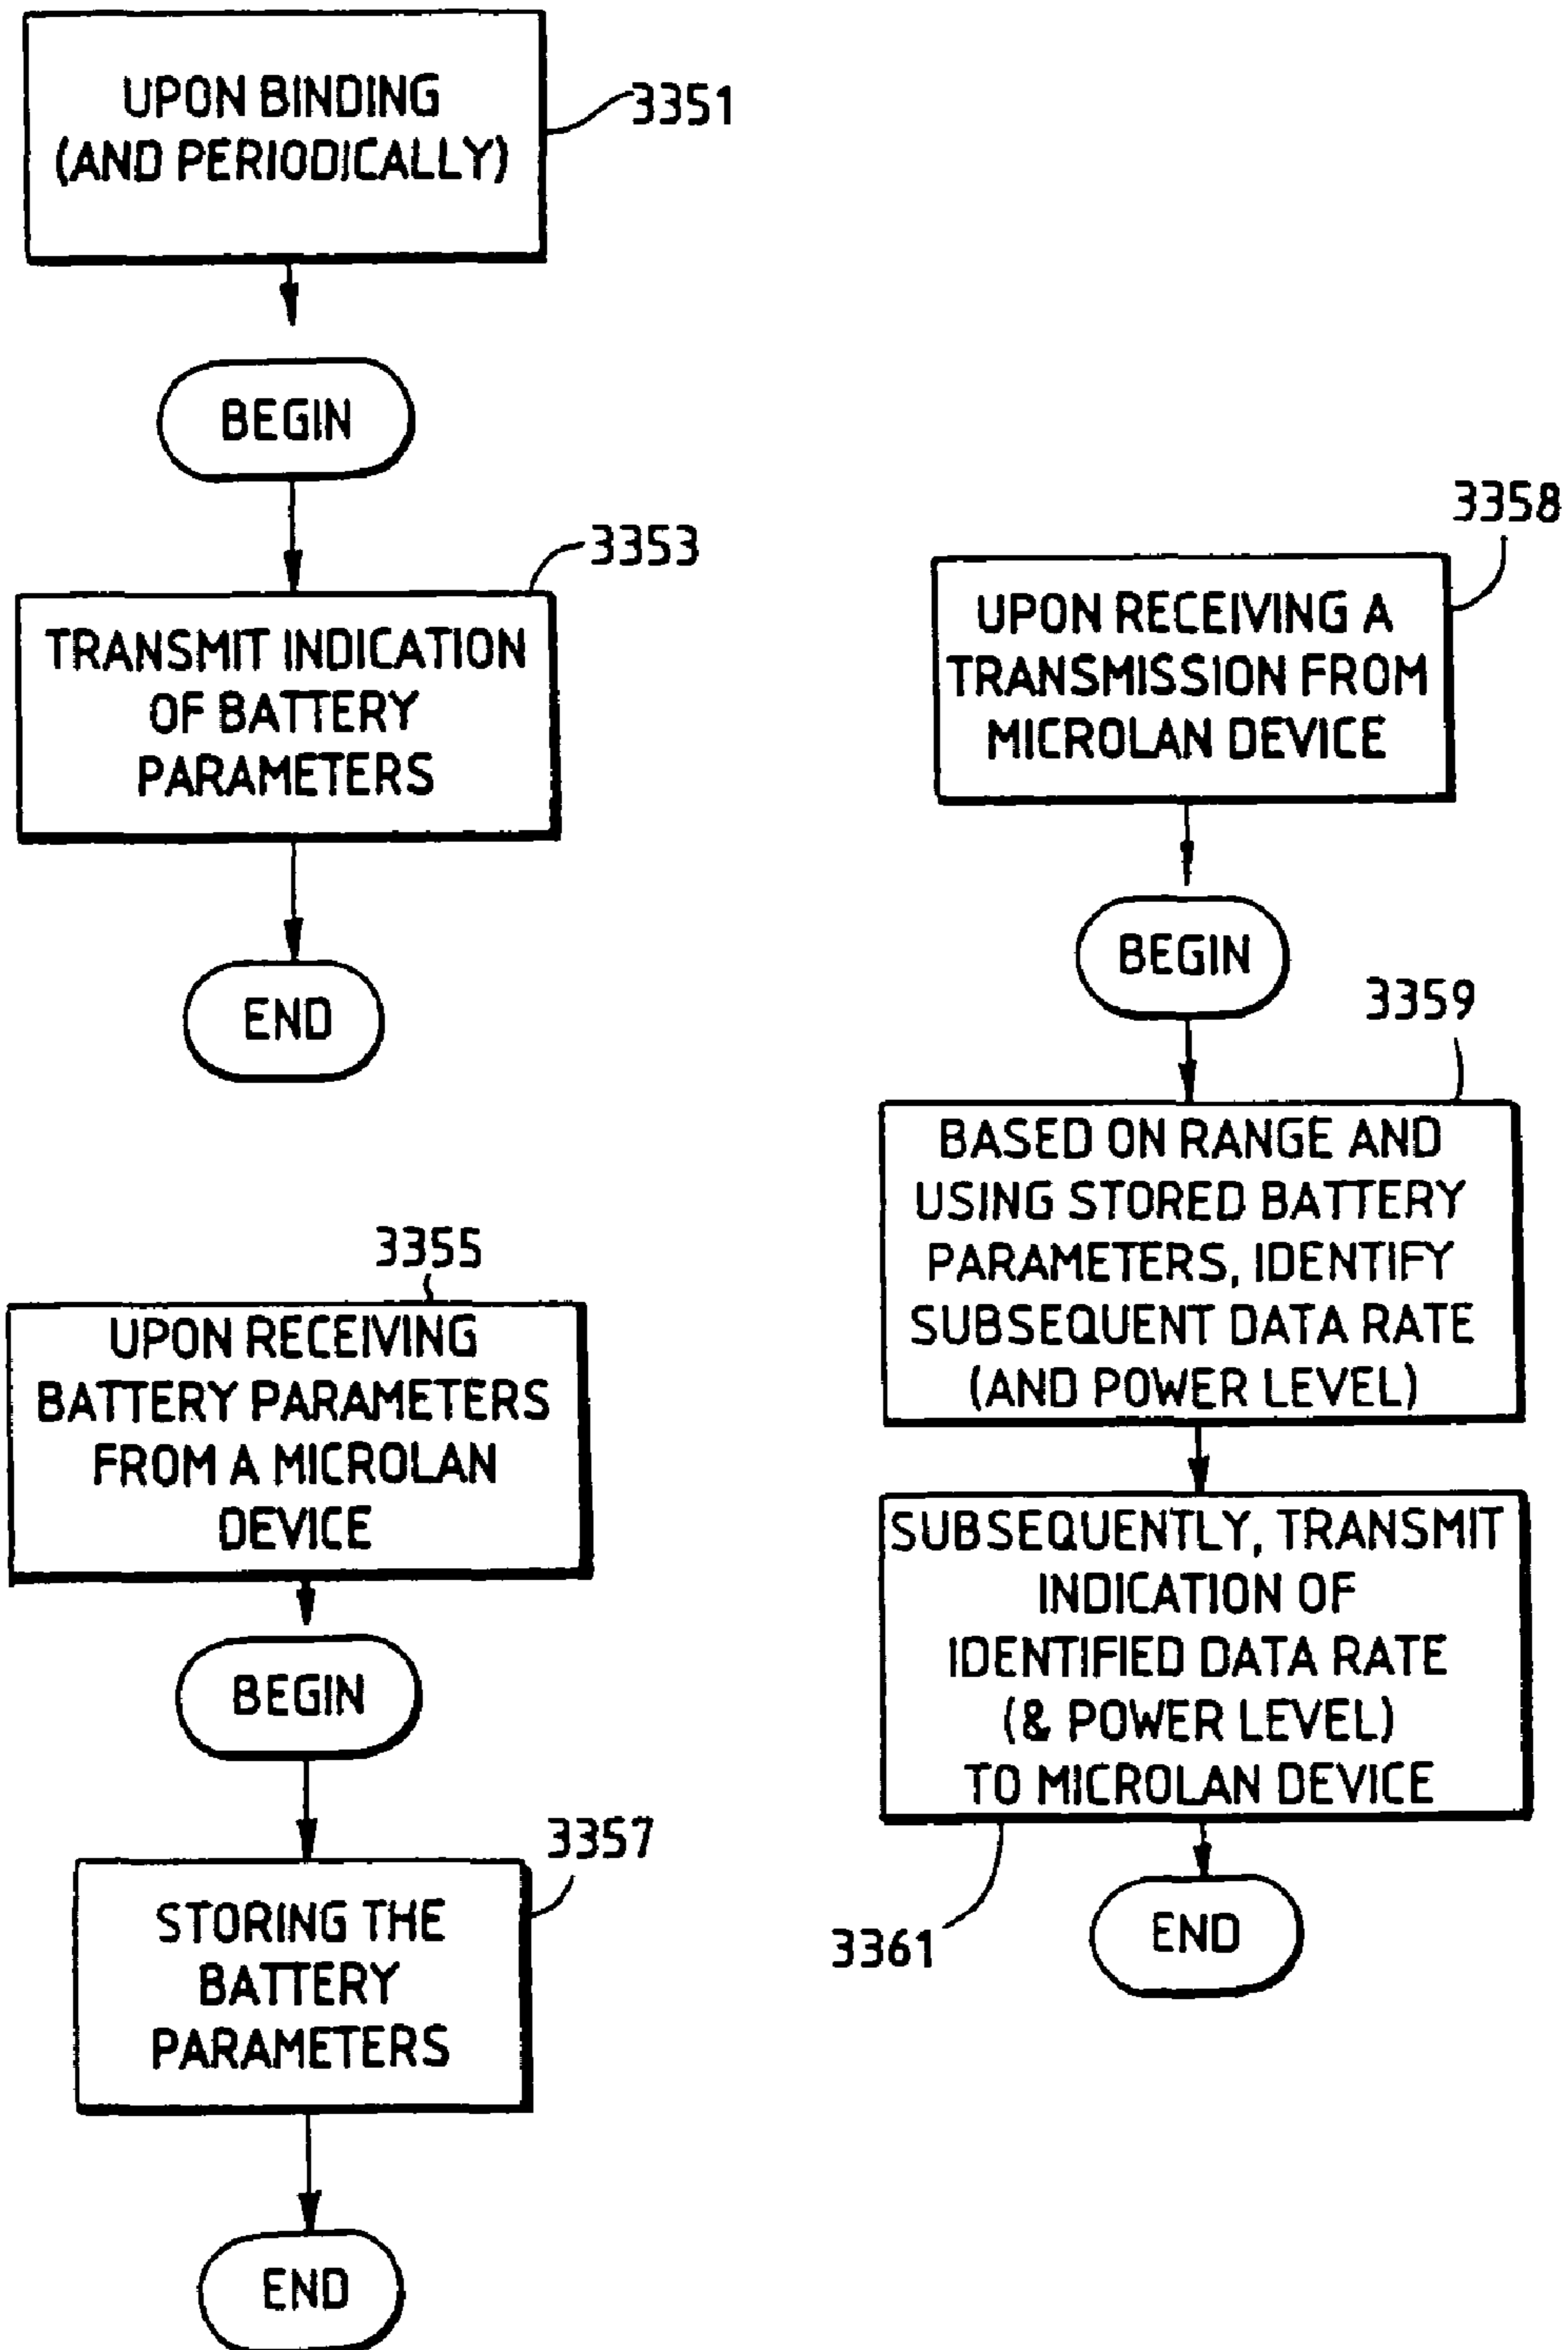 UPON BINDING
(AND PERIODICALLY)
3351
BEGIN
3353
TRANSMIT INDICATION
OF BATTERY
PARAMETERS
END
3355
UPON RECEIVING
BATTERY PARAMETERS
FROM A MICROLAN
DEVICE
BEGIN
3357
STORING THE
BATTERY
PARAMETERS
END
3358
UPON RECEIVING A
TRANSMISSION FROM
MICROLAN DEVICE
BEGIN
3359
BASED ON RANGE AND
USING STORED BATTERY
PARAMETERS, IDENTIFY
SUBSEQUENT DATA RATE
(AND POWER LEVEL)
SUBSEQUENTLY, TRANSMIT
INDICATION OF
IDENTIFIED DATA RATE
(& POWER LEVEL)
TO MICROLAN DEVICE
3361
END